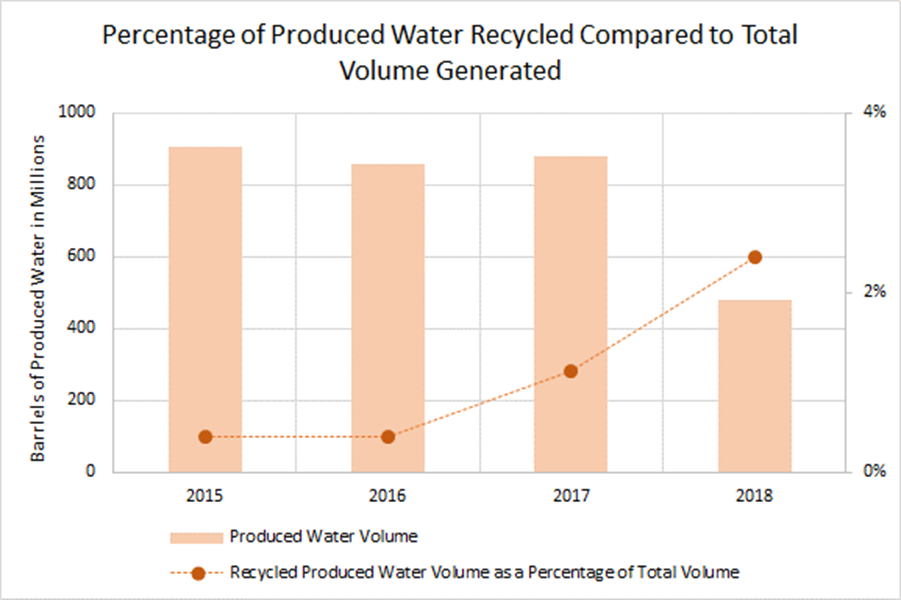 Percentage of Produced Water Recycled Compared to Total
Volume Generated
Barrlels of Produced Water in Millions
1000
800
600
400
200
0
4%
2%
0%
2015 2016 2017 2018
Produced Water Volume
Recycled Produced Water Volume as a Percentage of Total Volume